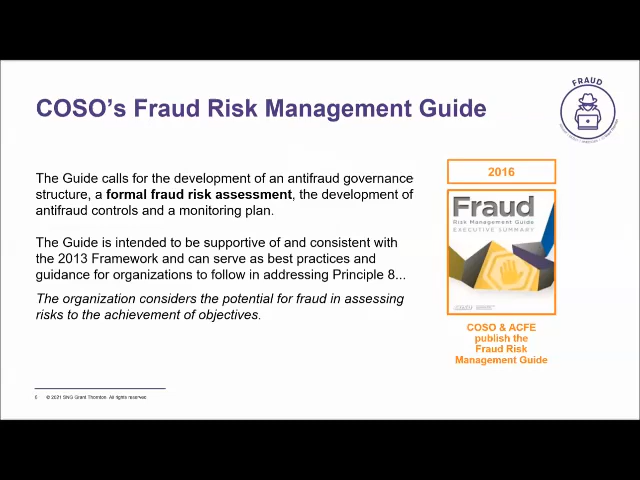 FRAUD
COSO's Fraud Risk Management Guide
The Guide calls for the development of an antifraud governance
structure, a formal fraud risk assessment, the development of
antifraud controls and a monitoring plan.
The Guide is intended to be supportive of and consistent with
the 2013 Framework and can serve as best practices and
guidance for organizations to follow in addressing Principle 8...
The organization considers the potential for fraud in assessing
risks to the achievement of objectives.
2016
Fraud
Risk Management Guide
EXECUTIVE SUMMARY
COSO & ACFE
publish the
Fraud Risk
Management Guide
© 2021 SNG Grant Thornton. All rights reserved